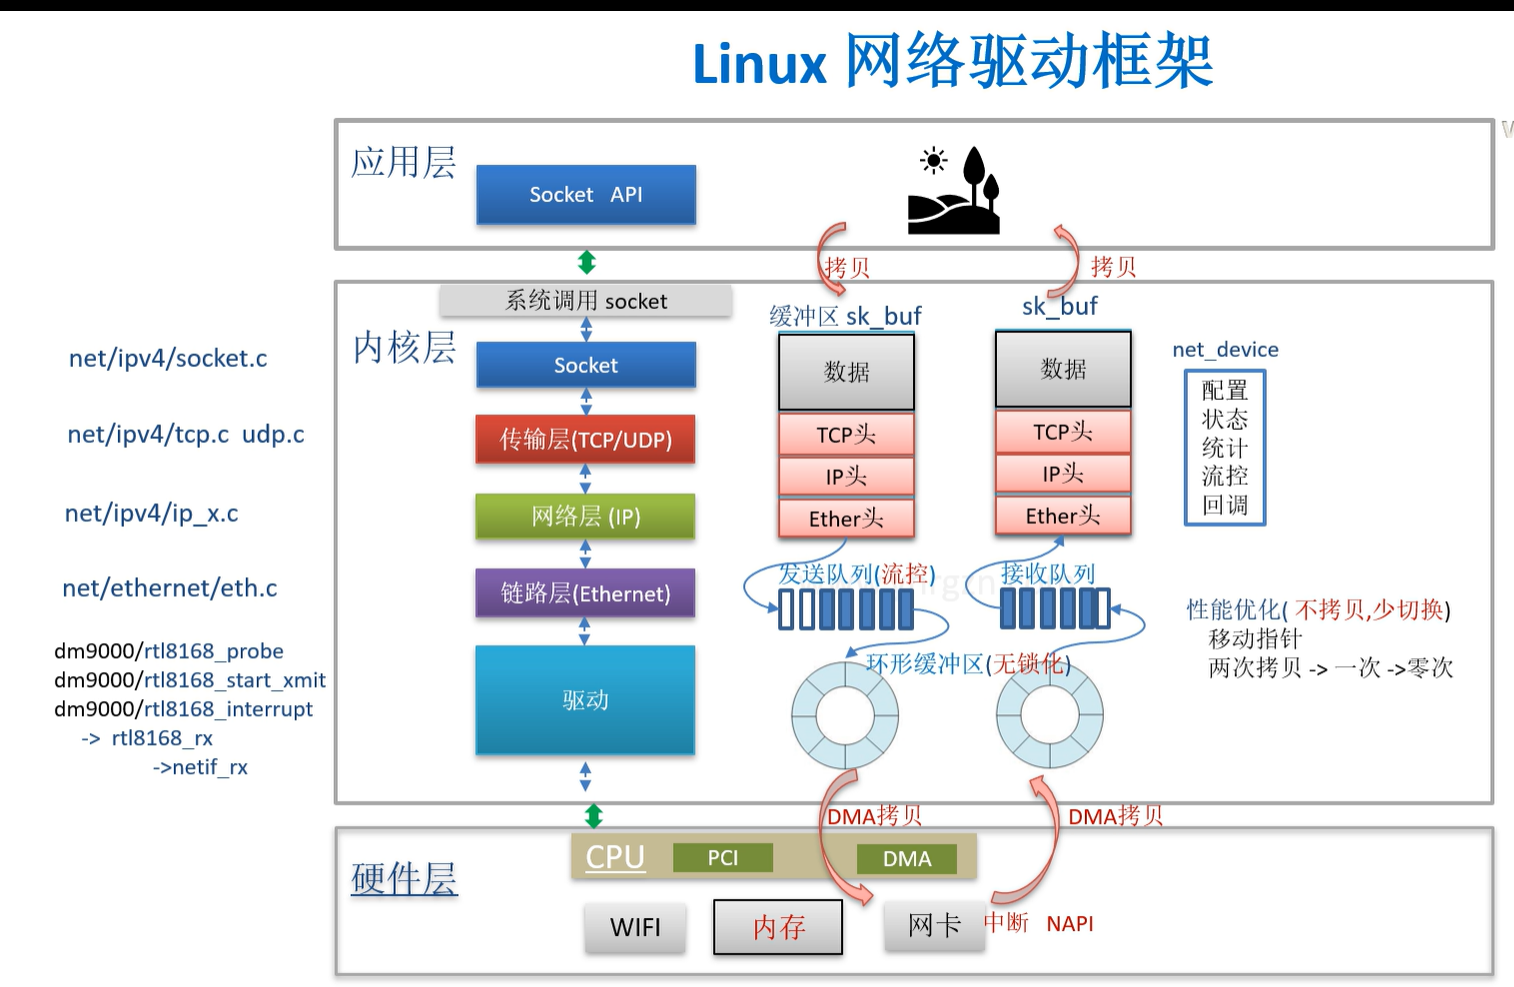 Linux 网络驱动框架
应用层
Socket API
拷贝
拷贝
系统调用 socket
内核层
缓冲区 sk_buf
sk_buf
net/ipv4/socket.c
Socket
数据
数据
net_device
配置
状态
统计
流控
回调
net/ipv4/tcp.c udp.c
传输层(TCP/UDP)
TCP头
TCP头
net/ipv4/ip_x.c
网络层 (IP)
IP头
IP头
Ether头
Ether头
net/ethernet/eth.c
链路层(Ethernet)
发送队列(流控)
接收队列
性能优化( 不拷贝,少切换)
移动指针
两次拷贝 -> 一次 ->零次
dm9000/rtl8168_probe
dm9000/rtl8168_start_xmit
dm9000/rtl8168_interrupt
-> rtl8168_rx
->netif_rx
驱动
环形缓冲区(无锁化)
DMA拷贝
DMA拷贝
硬件层
CPU
PCI
DMA
WIFI
内存
网卡
中断 NAPI